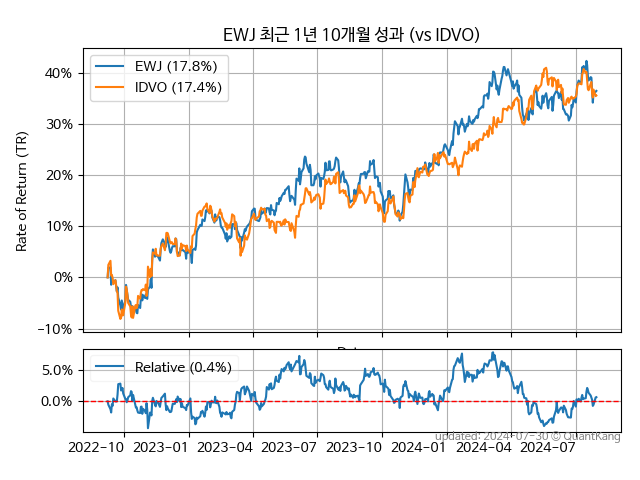 EWJ 최근 1년 10개월 성과 (vs IDVO)
EWJ (17.8%)
IDVO (17.4%)
Rate of Return (TR)
40%
30%
20%
10%
0%
−10%
Relative (0.4%)
5.0%
0.0%
2022−10 2023−01 2023−04 2023−07 2023−10 2024−01 2024−04 2024−07
updated: 2024-07-30 © QuantKang